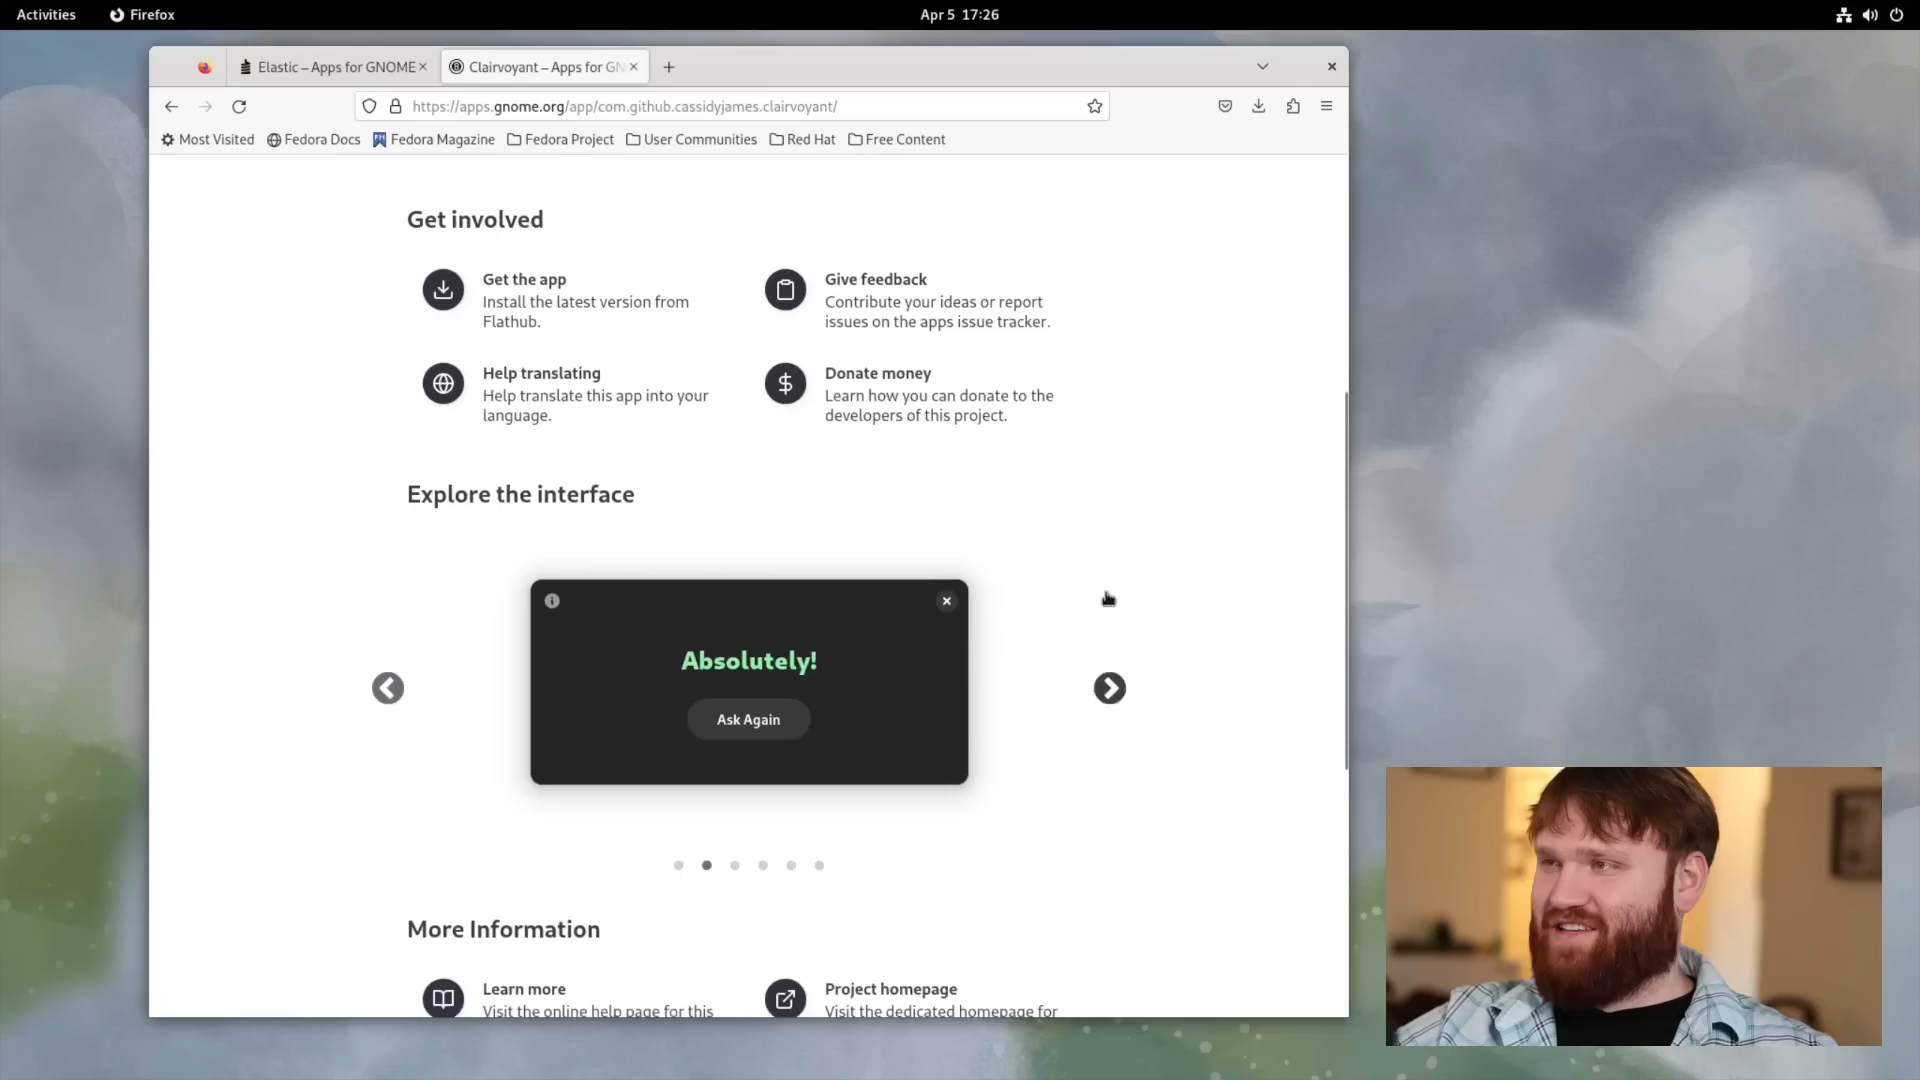 Activities Firefox Apr 5 17:26
Elastic – Apps for GNOME Clairvoyant – Apps for GN
https://apps.gnome.org/app/com.github.cassidyjames.clairvoyant/
Most Visited Fedora Docs Fedora Magazine Fedora Project User Communities Red Hat Free Content
Get involved
Get the app
Install the latest version from
Flathub.
Give feedback
Contribute your ideas or report
issues on the apps issue tracker.
Help translating
Help translate this app into your
language.
Donate money
Learn how you can donate to the
developers of this project.
Explore the interface
Absolutely!
Ask Again
More Information
Learn more
Visit the online help page for this
Project homepage
Visit the dedicated homepage for